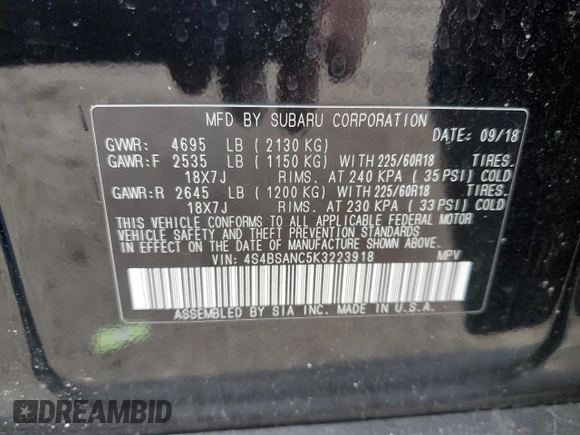 MFD BY SUBARU CORPORATION
DATE: 09/18
GVWR: 4695 LB (2130 KG)
GAWR:F 2535 LB (1150 KG) WITH 225/60R18 TIRES.
18X7J RIMS. AT 240 KPA (35 PSI) COLD
GAWR:R 2645 LB (1200 KG) WITH 225/60R18 TIRES.
18X7J RIMS. AT 230 KPA (33 PSI) COLD
THIS VEHICLE CONFORMS TO ALL APPLICABLE FEDERAL MOTOR
VEHICLE SAFETY AND THEFT PREVENTION STANDARDS
IN EFFECT ON THE DATE OF MANUFACTURE SHOWN ABOVE.
VIN: 4S4BSANC5K3223918 MPV
ASSEMBLED BY SIA INC. MADE IN U.S.A.
DREAMBID